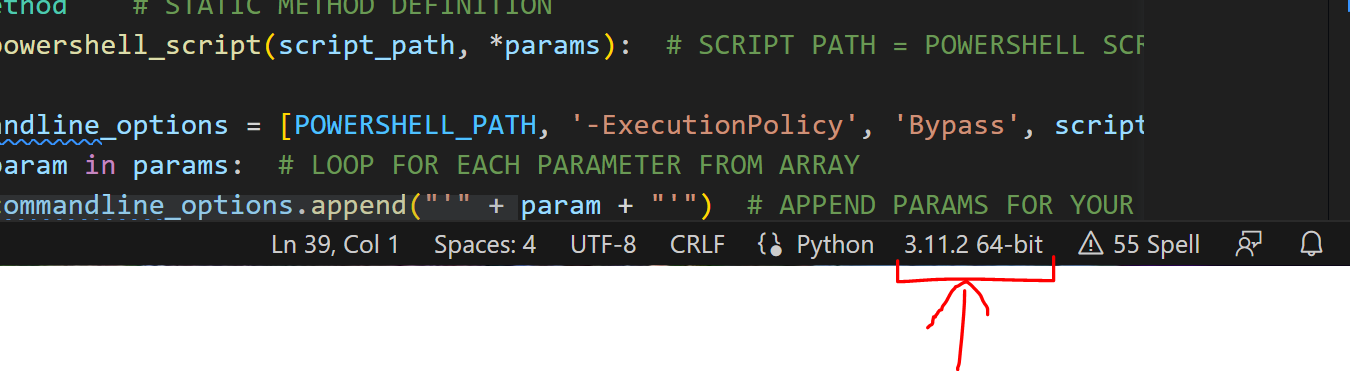 ethod    # STATIC METHOD DEFINITION
powershell_script(script_path, *params):  # SCRIPT PATH = POWERSHELL SCR
andline_options = [POWERSHELL_PATH, '-ExecutionPolicy', 'Bypass', script
param in params:  # LOOP FOR EACH PARAMETER FROM ARRAY
commandline_options.append("'" + param + "'")  # APPEND PARAMS FOR YOUR
Ln 39, Col 1  Spaces: 4  UTF-8  CRLF  {} Python  3.11.2 64-bit  55 Spell